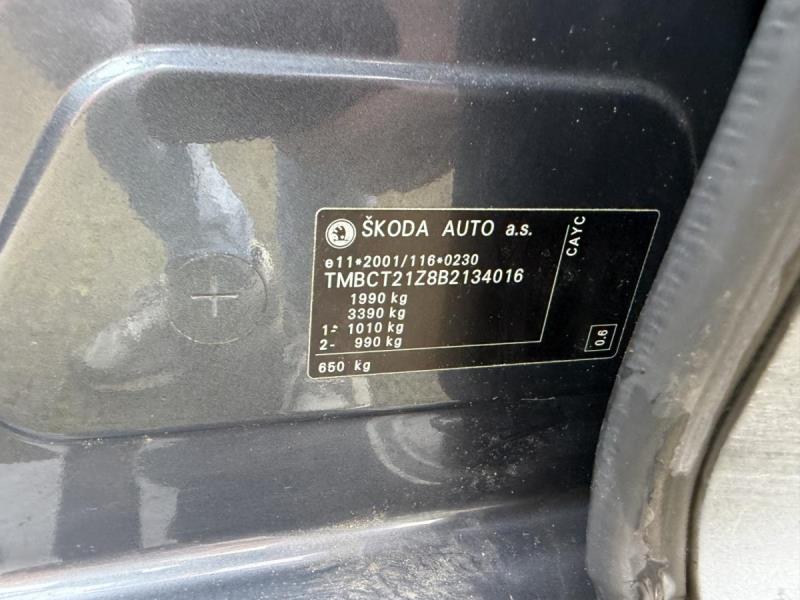 ŠKODA AUTO a.s.
CAYC
e11*2001/116*0230
TMBCT21Z8B2134016
1990 kg
3390 kg
1- 1010 kg
2- 990 kg
0.6
650 kg